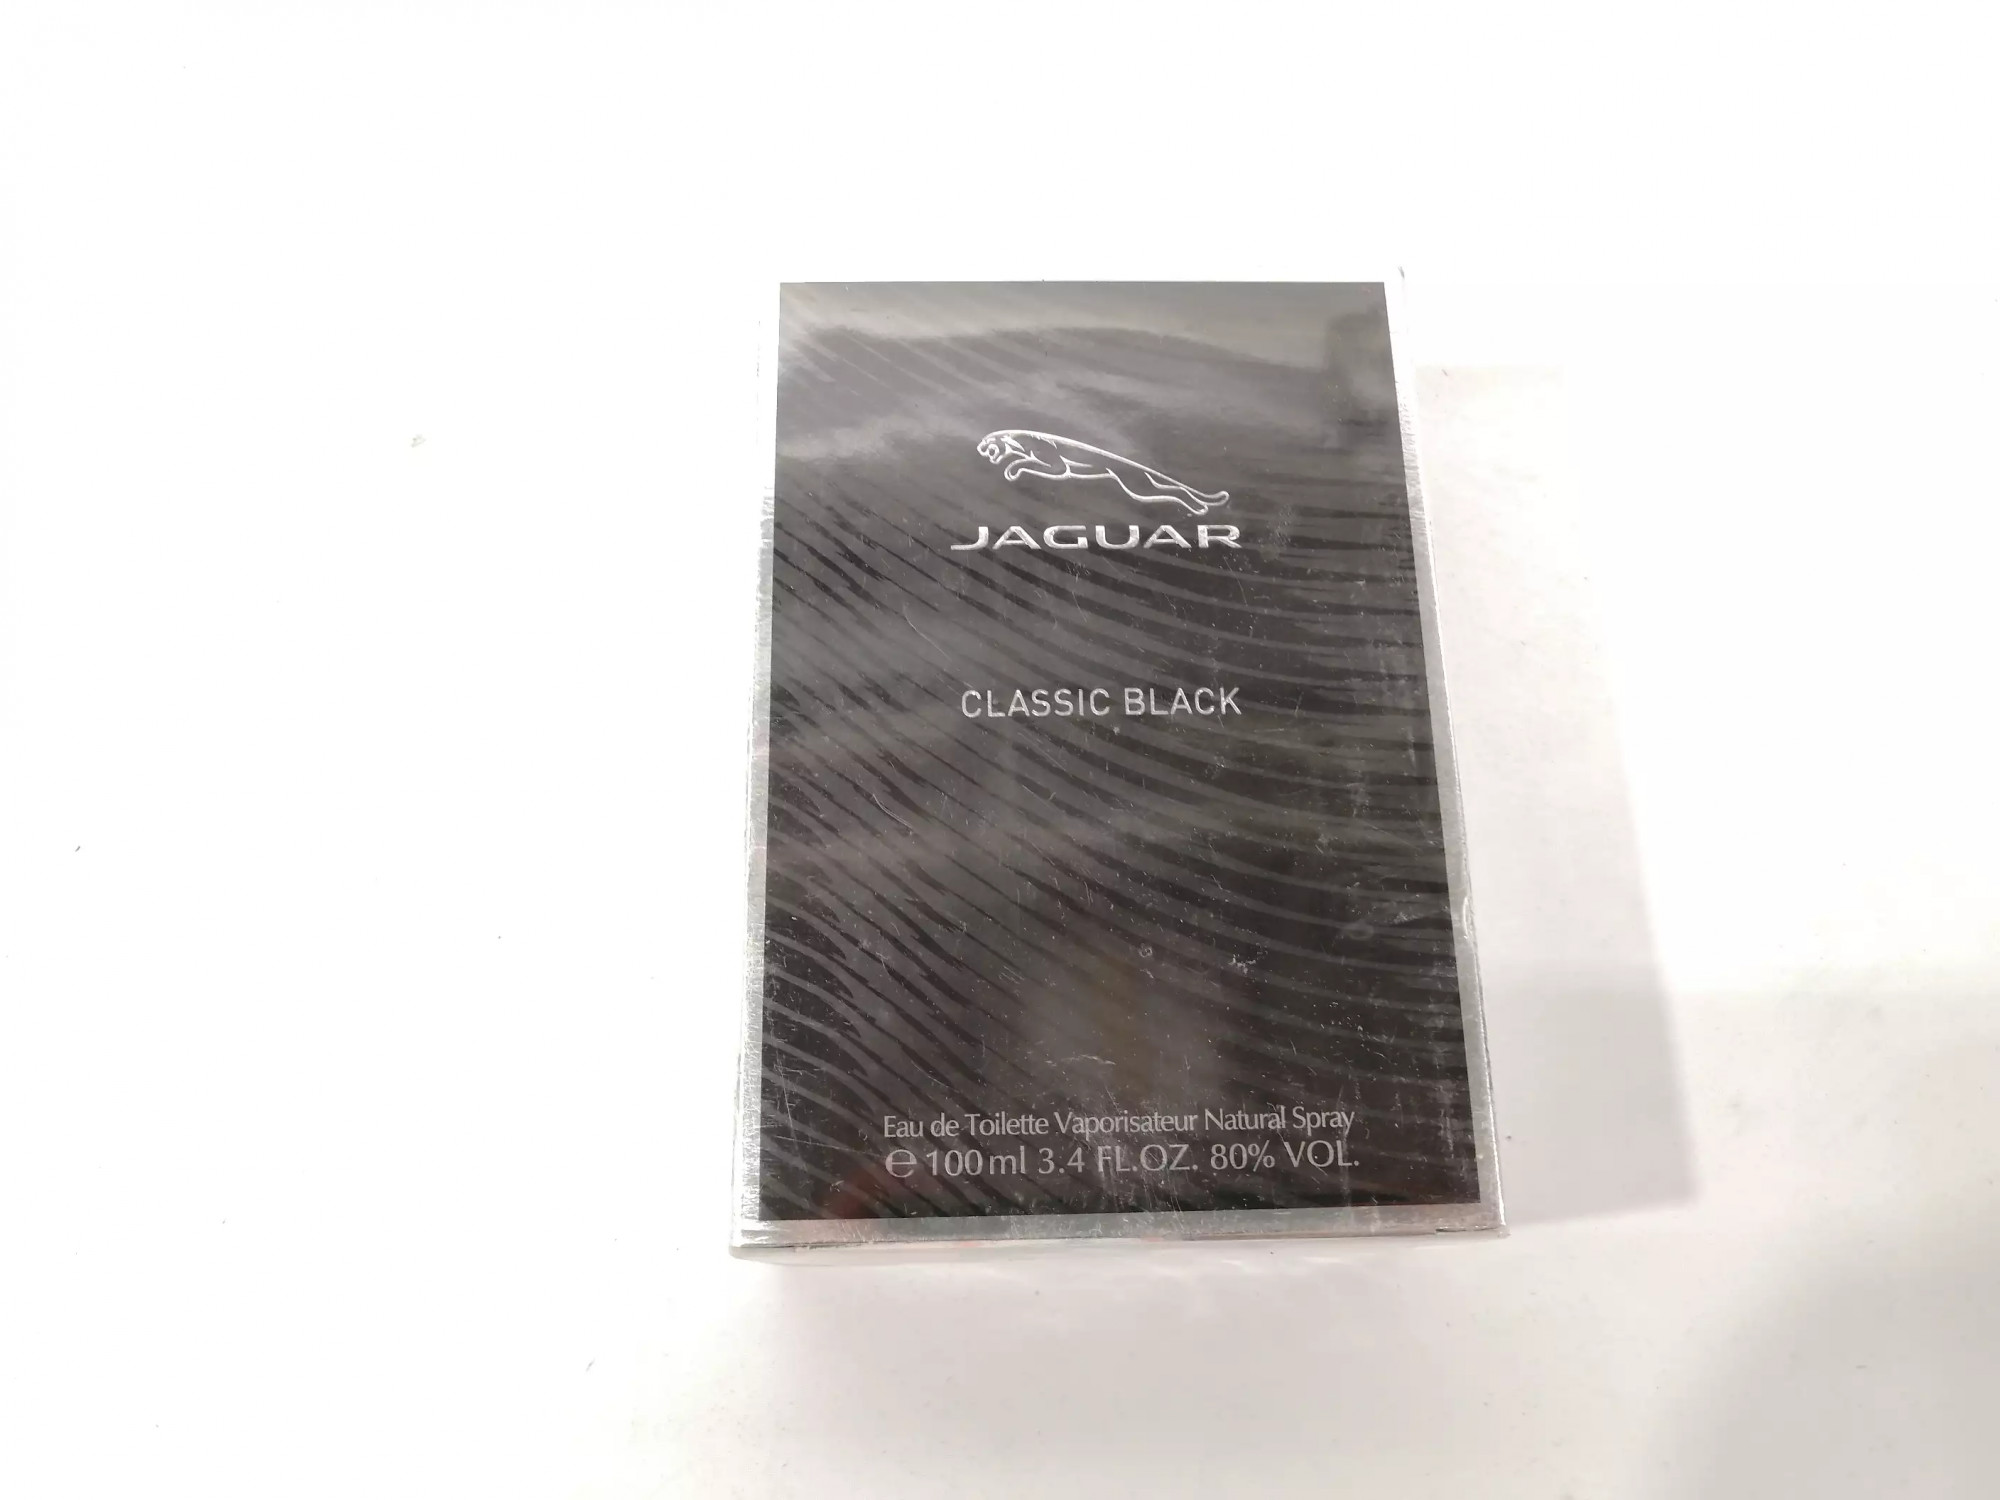 JAGUAR
CLASSIC BLACK
Eau de Toilette Vaporisateur Natural Spray
℮ 100 ml 3.4 FL.OZ. 80% VOL.